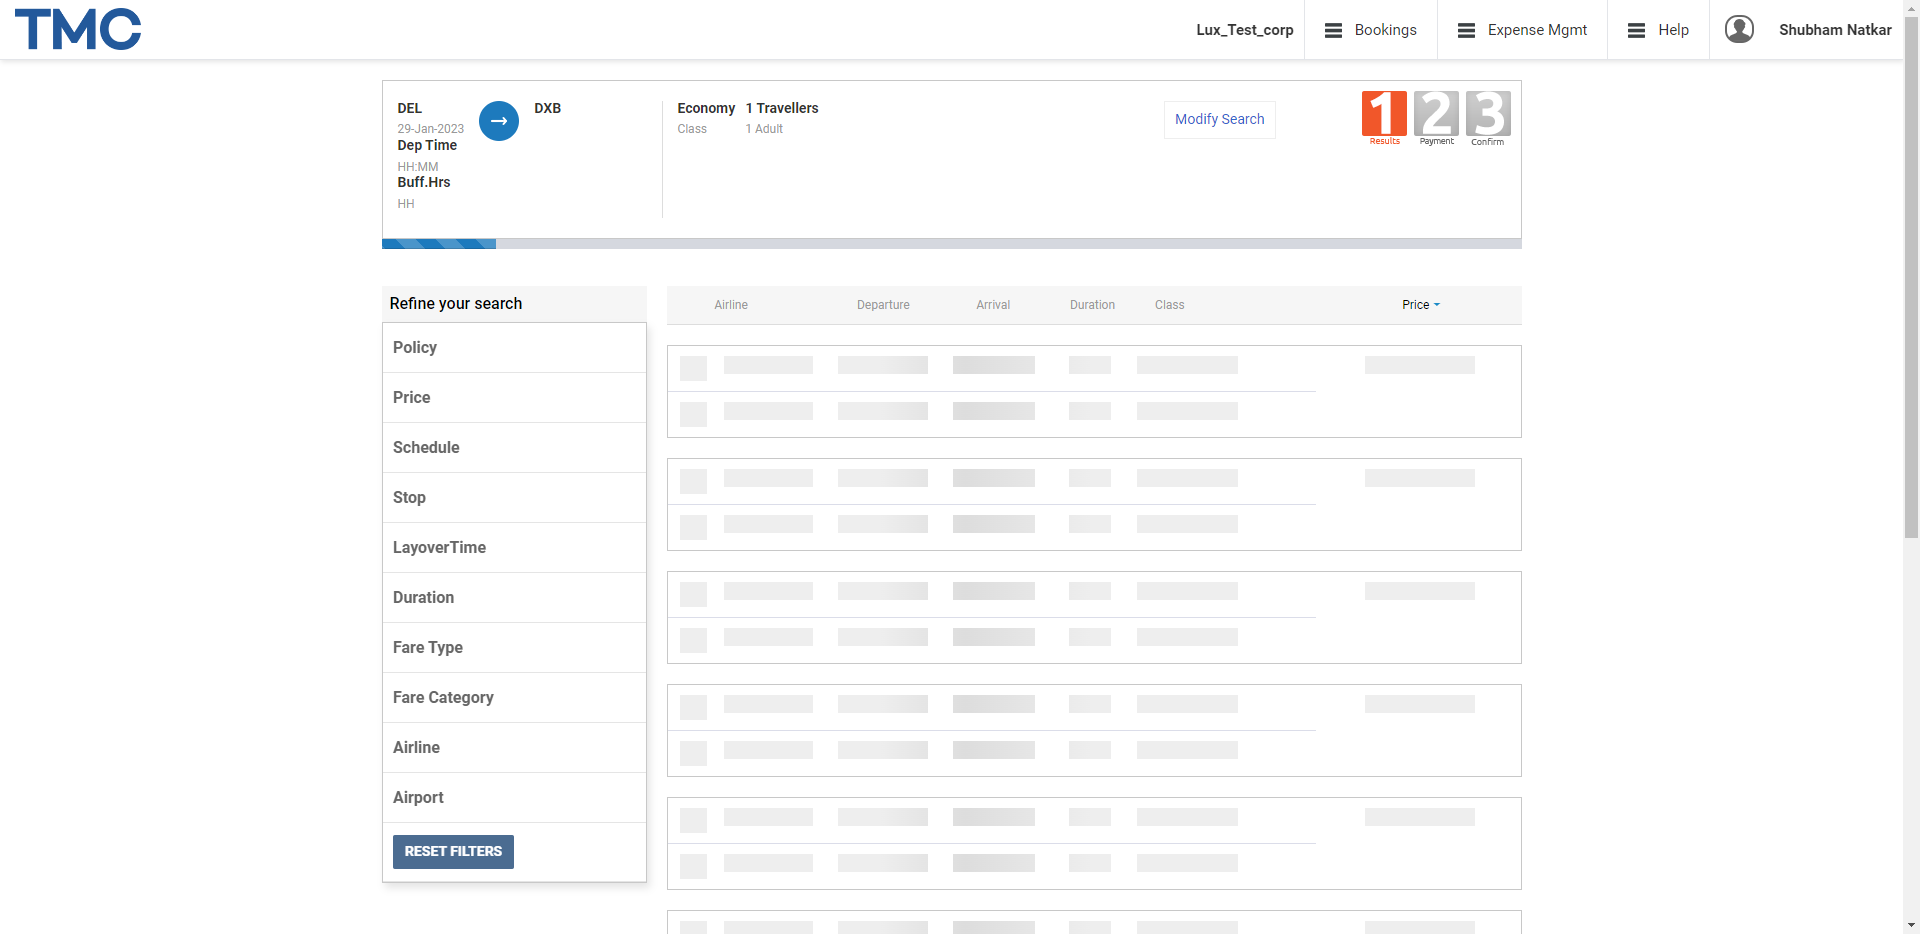 TMC
Lux_Test_corp
Bookings
Expense Mgmt
Help
Shubham Natkar
DEL
29-Jan-2023
Dep Time
HH:MM
Buff.Hrs
HH
DXB
Economy
Class
1 Travellers
1 Adult
Modify Search
1 2 3
Results Payment Confirm
Refine your search
Policy
Price
Schedule
Stop
LayoverTime
Duration
Fare Type
Fare Category
Airline
Airport
RESET FILTERS
Airline Departure Arrival Duration Class Price